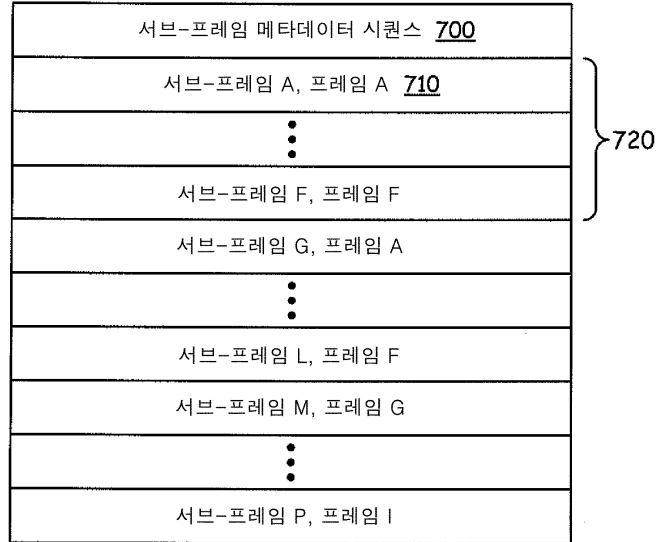 서브-프레임 메타데이터 시퀀스 700
서브-프레임 A, 프레임 A 710
720
서브-프레임 F, 프레임 F
서브-프레임 G, 프레임 A
서브-프레임 L, 프레임 F
서브-프레임 M, 프레임 G
서브-프레임 P, 프레임 I